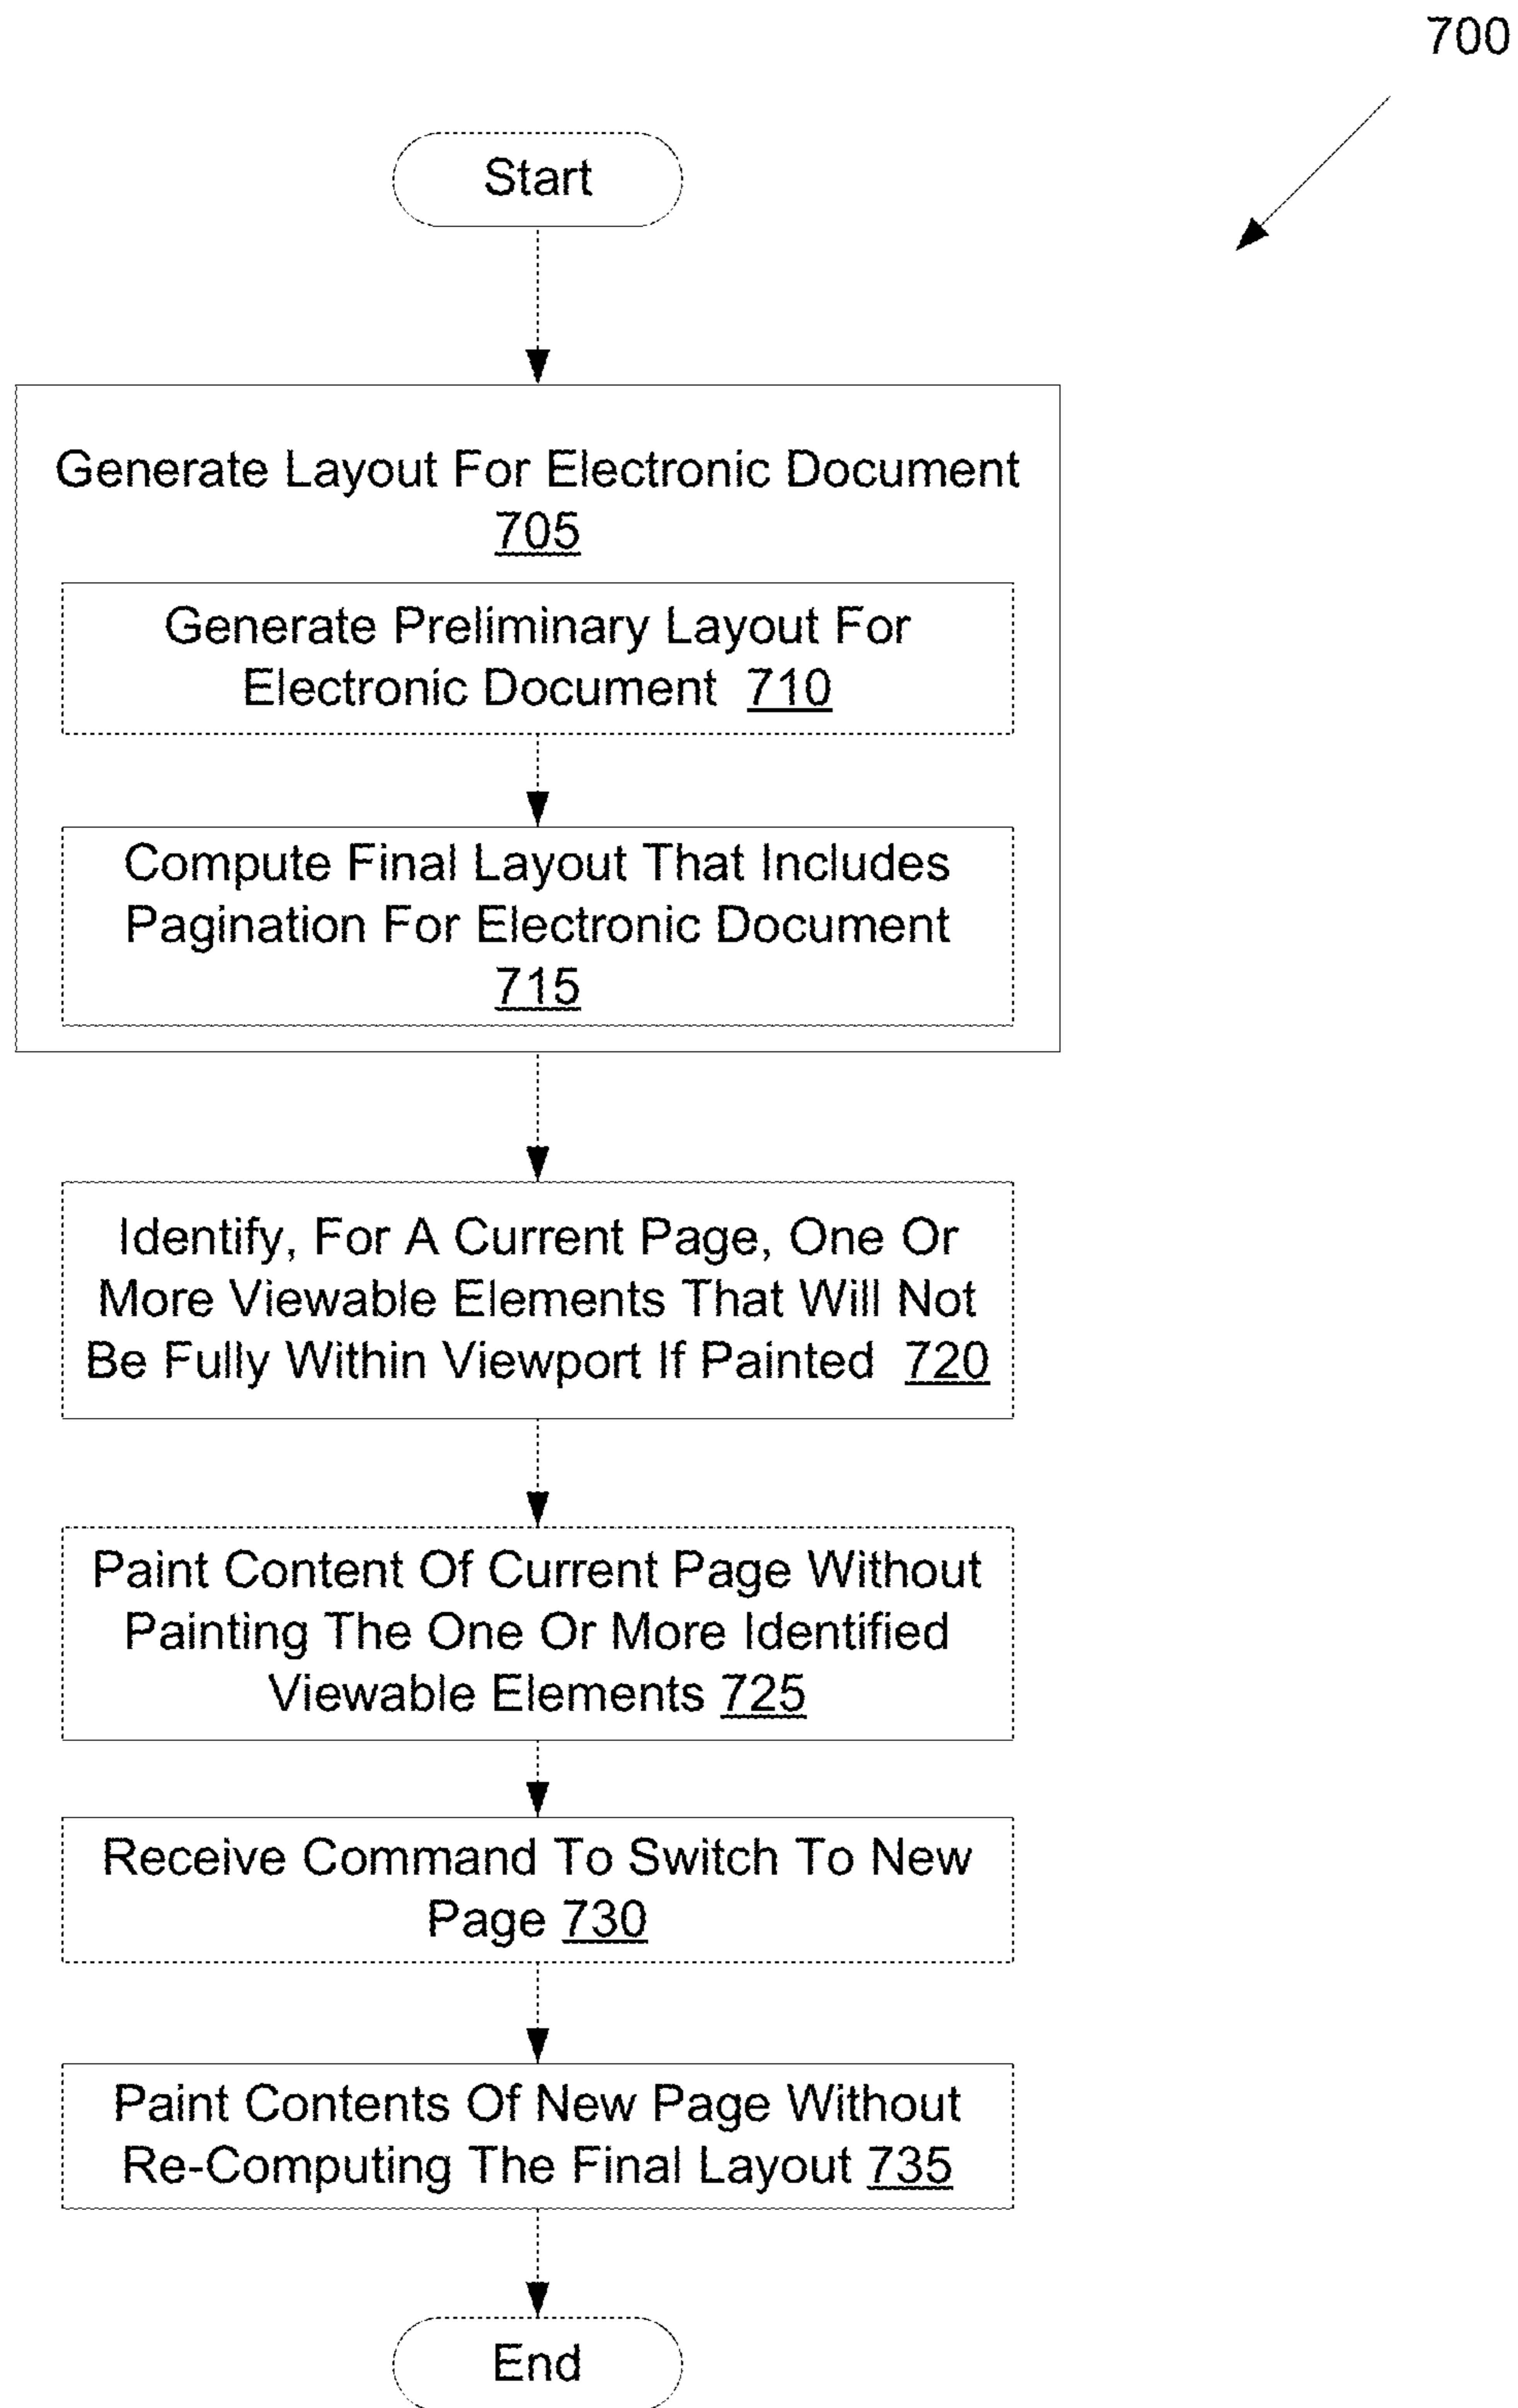 700
Start
Generate Layout For Electronic Document
705
Generate Preliminary Layout For
Electronic Document 710
Compute Final Layout That Includes
Pagination For Electronic Document
715
Identify, For A Current Page, One Or
More Viewable Elements That Will Not
Be Fully Within Viewport If Painted 720
Paint Content Of Current Page Without
Painting The One Or More Identified
Viewable Elements 725
Receive Command To Switch To New
Page 730
Paint Contents Of New Page Without
Re-Computing The Final Layout 735
End